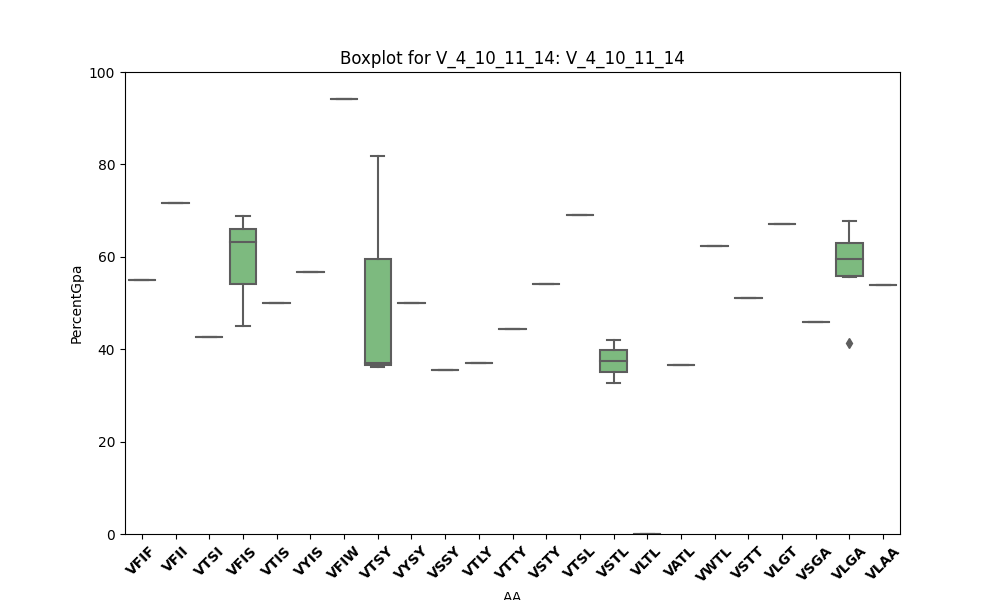 Boxplot for V_4_10_11_14: V_4_10_11_14
100
80
60
40
20
0
PercentGpa
VFIF
VFII
VTSI
VFIS
VTIS
VYIS
VFIW
VTSY
VYSY
VSSY
VTLY
VTTY
VSTY
VTSL
VSTL
VLTL
VATL
VWTL
VSTT
VLGT
VSGA
VLGA
VLAA
AA